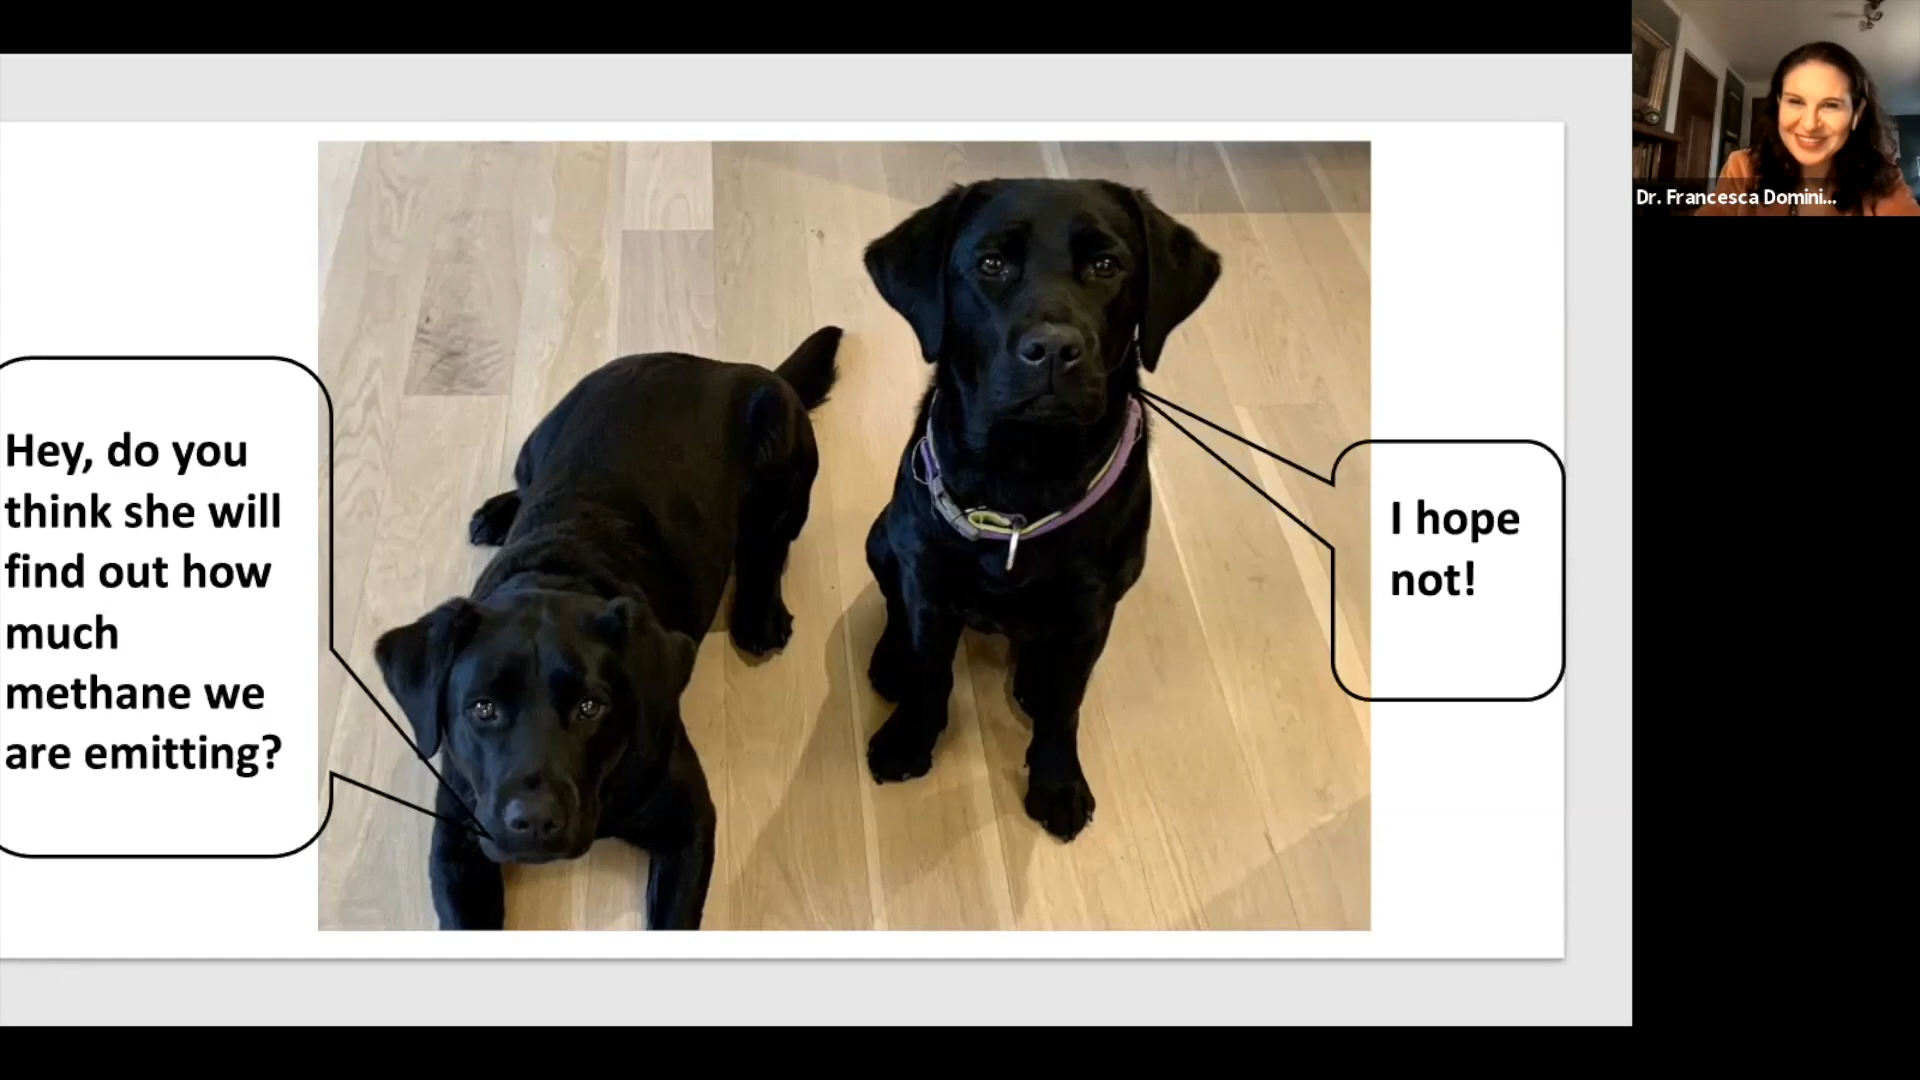 Dr. Francesca Domini...
Hey, do you
think she will
find out how
much
methane we
are emitting?
I hope
not!